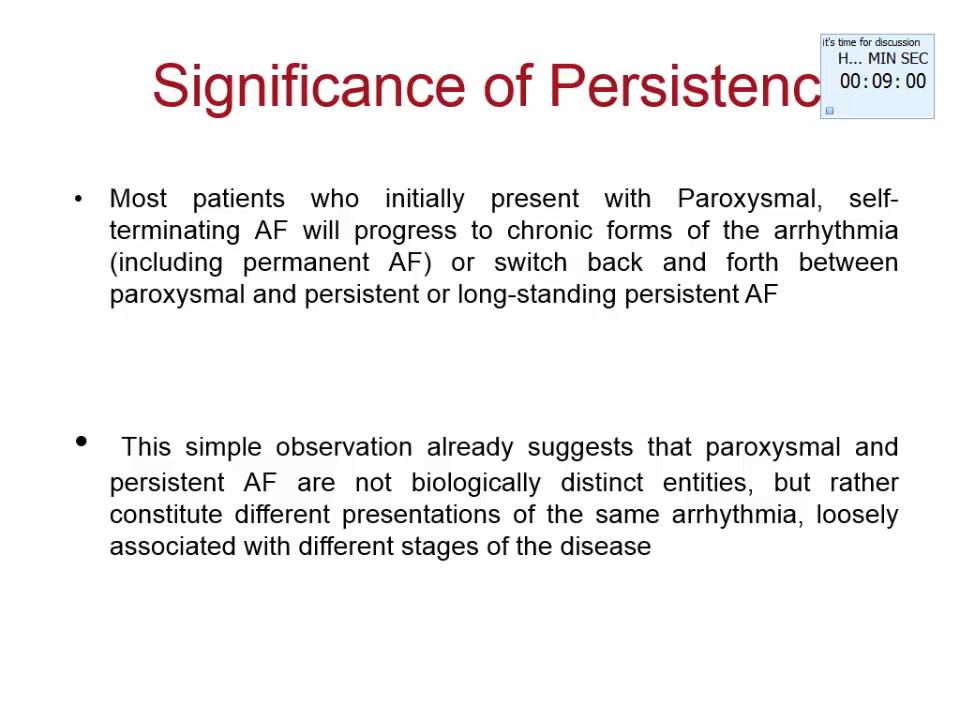 Significance of Persistenc
it's time for discussion
H... MIN SEC
00:09:00
• Most patients who initially present with Paroxysmal, self-
terminating AF will progress to chronic forms of the arrhythmia
(including permanent AF) or switch back and forth between
paroxysmal and persistent or long-standing persistent AF
• This simple observation already suggests that paroxysmal and
persistent AF are not biologically distinct entities, but rather
constitute different presentations of the same arrhythmia, loosely
associated with different stages of the disease